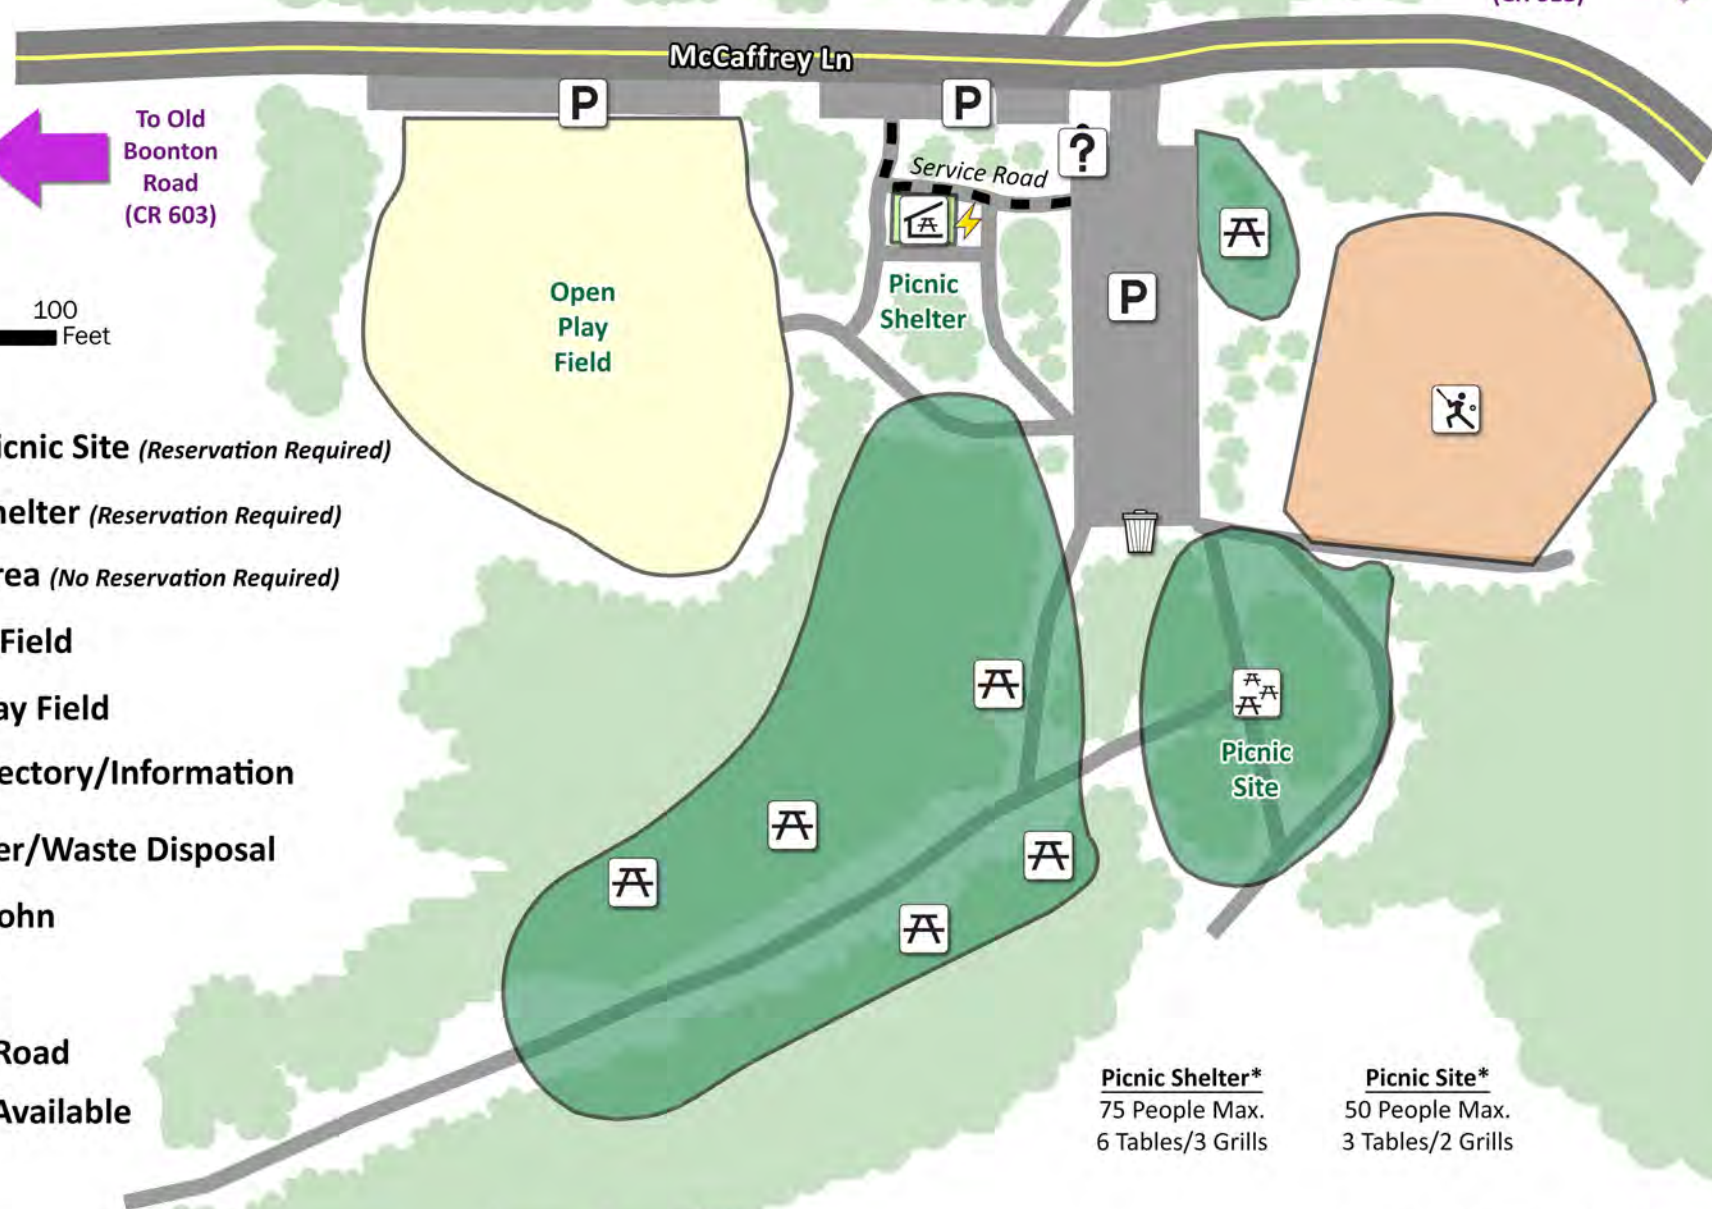 McCaffrey Ln
P
P
To Old
Boonton
Road
(CR 603)
?
Service Road
Open
Play
Field
Picnic
Shelter
P
100
Feet
icnic Site (Reservation Required)
helter (Reservation Required)
rea (No Reservation Required)
Field
ay Field
Picnic
Site
ectory/Information
er/Waste Disposal
ohn
Road
Available
Picnic Shelter*
75 People Max.
6 Tables/3 Grills
Picnic Site*
50 People Max.
3 Tables/2 Grills